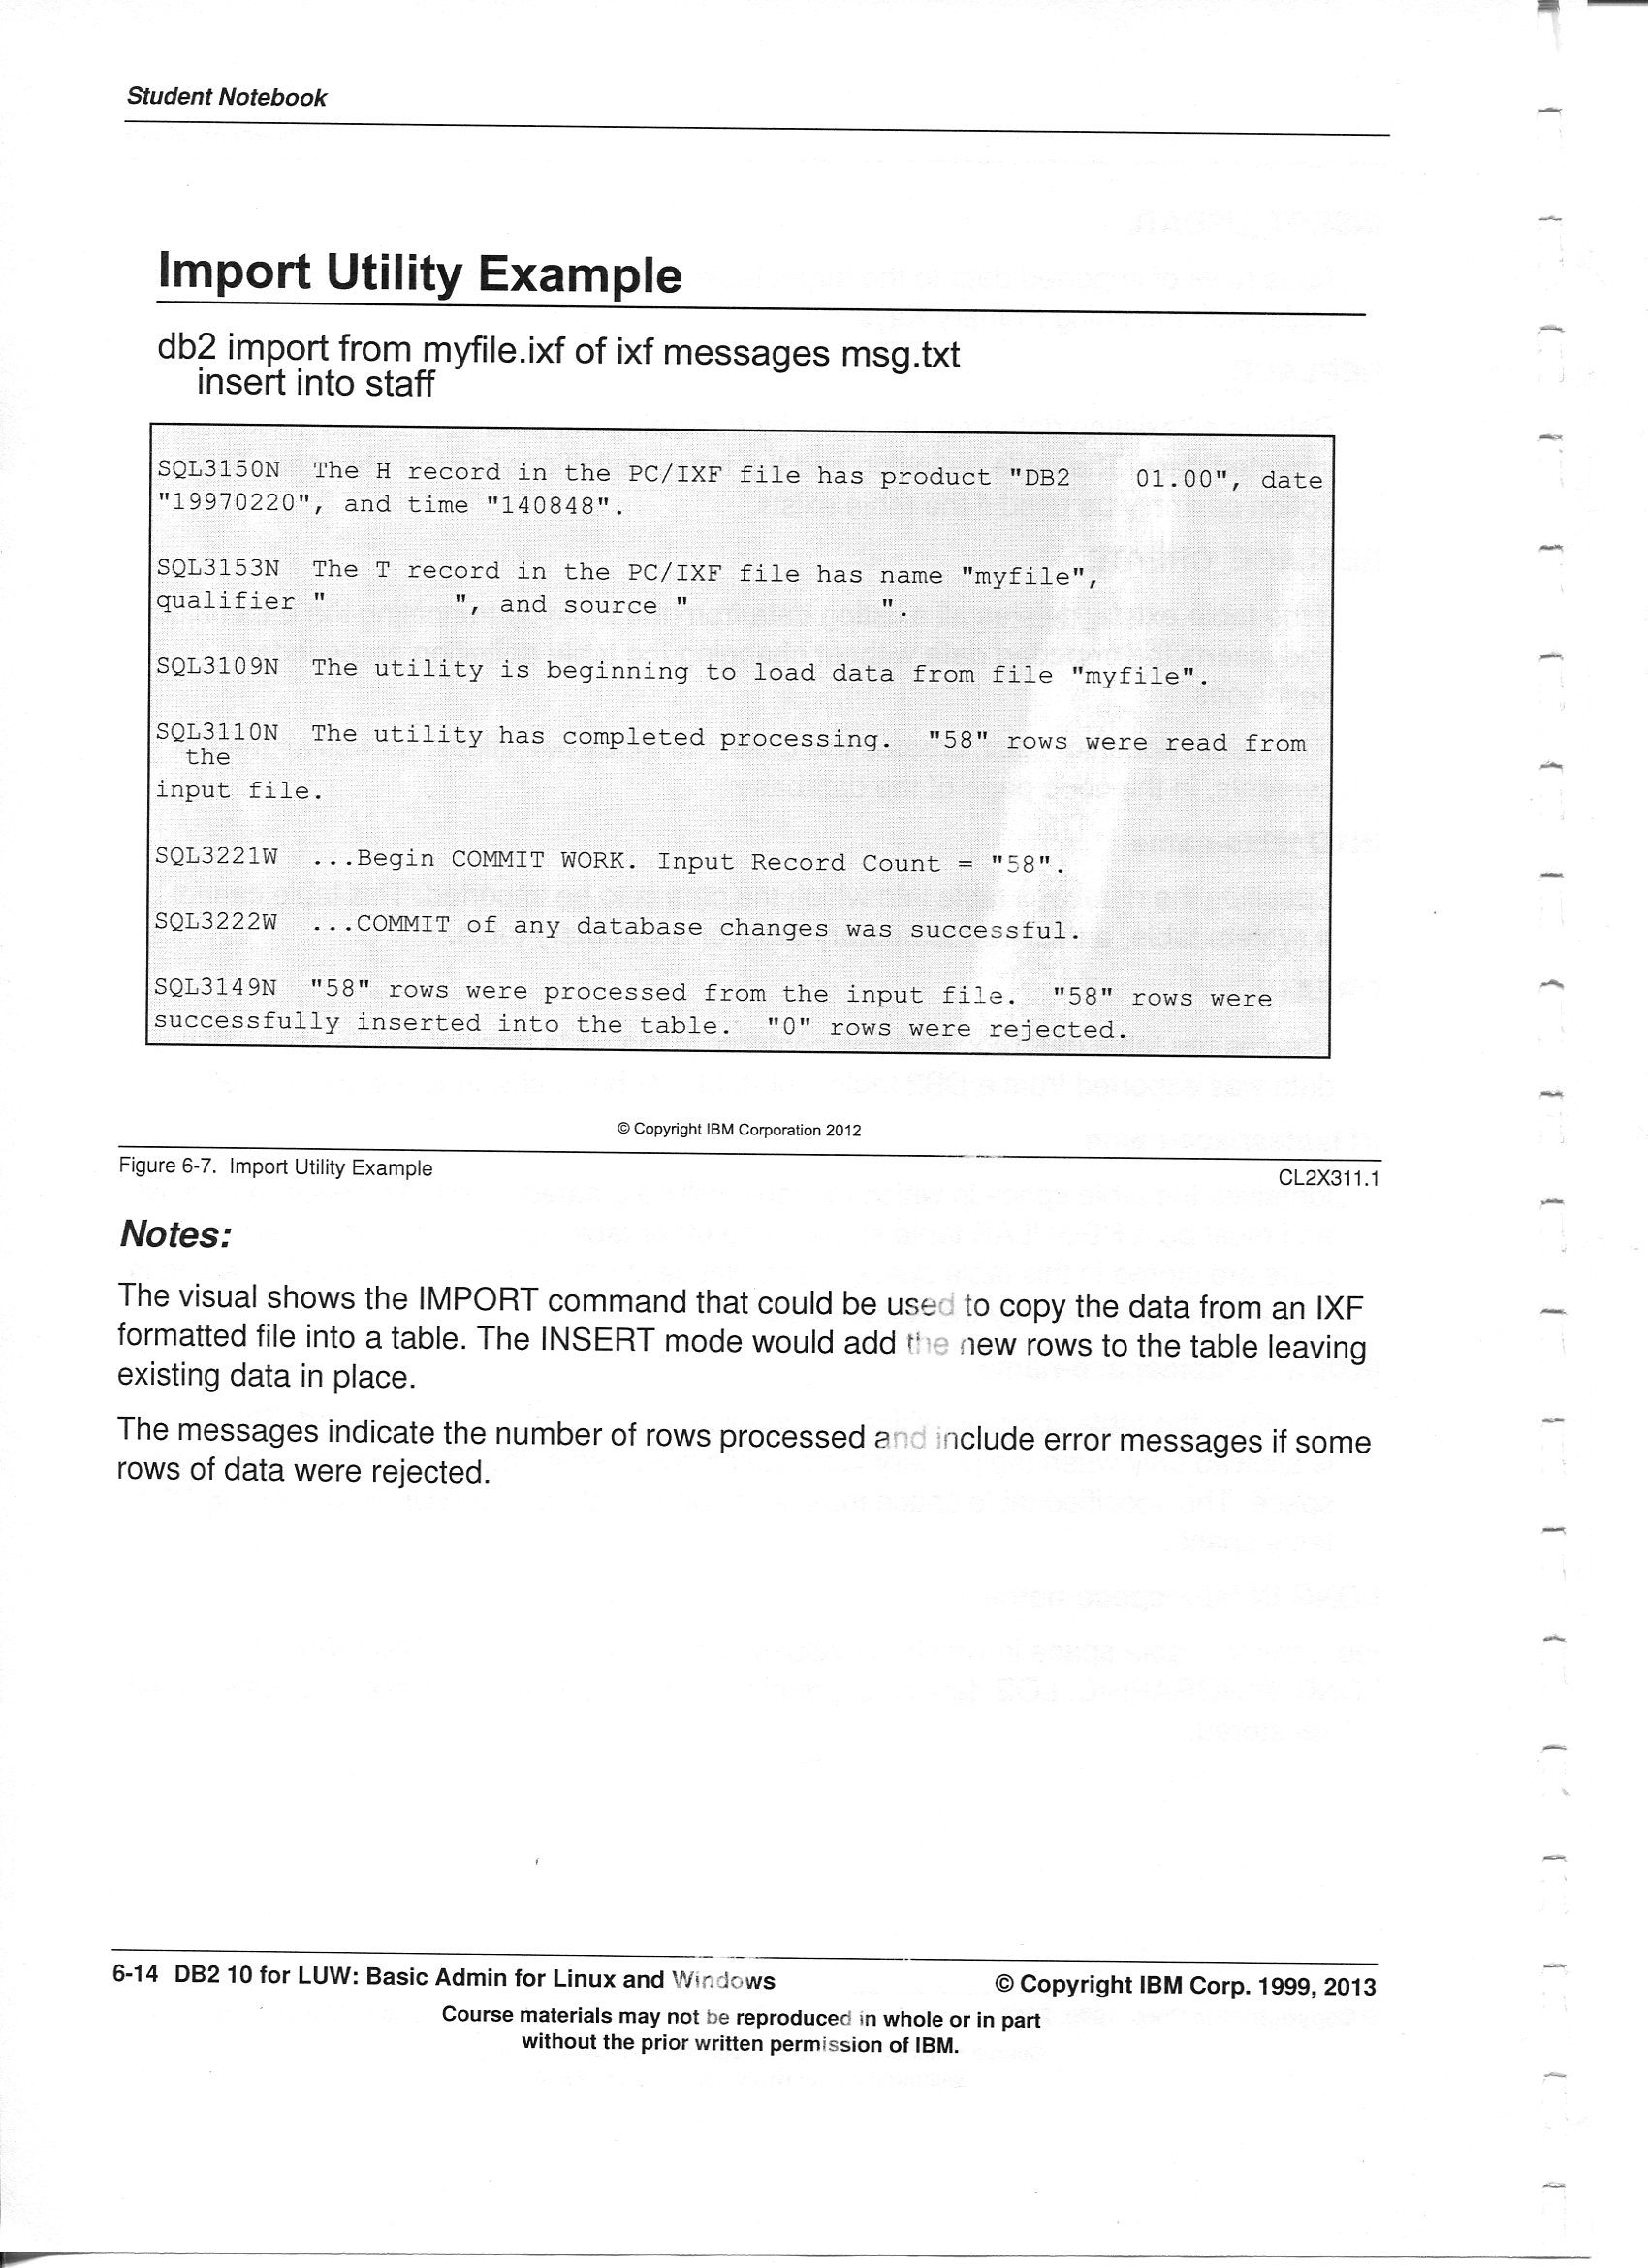 Student Notebook
Import Utility Example
db2 import from myfile.ixf of ixf messages msg.txt
insert into staff
SQL3150N  The H record in the PC/IXF file has product "DB2    01.00", date
"19970220", and time "140848".
SQL3153N  The T record in the PC/IXF file has name "myfile",
qualifier "        ", and source "            ".
SQL3109N  The utility is beginning to load data from file "myfile".
SQL3110N  The utility has completed processing.  "58" rows were read from
the
input file.
SQL3221W  ...Begin COMMIT WORK. Input Record Count = "58".
SQL3222W  ...COMMIT of any database changes was successful.
SQL3149N  "58" rows were processed from the input file.  "58" rows were
successfully inserted into the table.  "0" rows were rejected.
© Copyright IBM Corporation 2012
Figure 6-7. Import Utility Example CL2X311.1
Notes:
The visual shows the IMPORT command that could be used to copy the data from an IXF
formatted file into a table. The INSERT mode would add the new rows to the table leaving
existing data in place.
The messages indicate the number of rows processed and include error messages if some
rows of data were rejected.
6-14 DB2 10 for LUW: Basic Admin for Linux and Windows © Copyright IBM Corp. 1999, 2013
Course materials may not be reproduced in whole or in part
without the prior written permission of IBM.